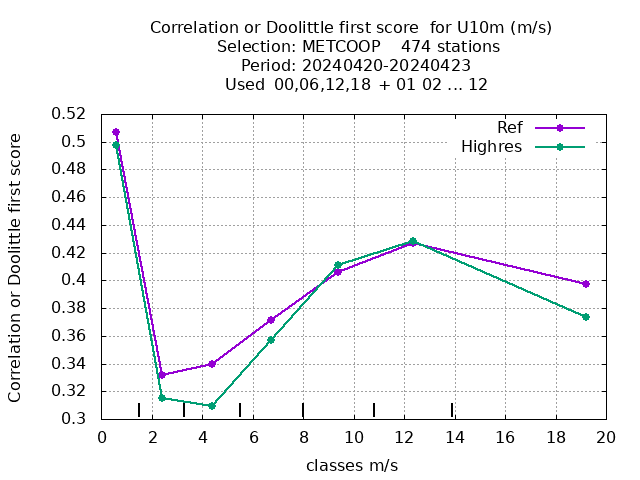 Correlation or Doolittle first score  for U10m (m/s)
Selection: METCOOP    474 stations
Period: 20240420-20240423
Used  00,06,12,18  + 01 02 ... 12
Correlation or Doolittle first score
0.52
0.5
0.48
0.46
0.44
0.42
0.4
0.38
0.36
0.34
0.32
0.3
Ref
Highres
0 2 4 6 8 10 12 14 16 18 20
classes m/s